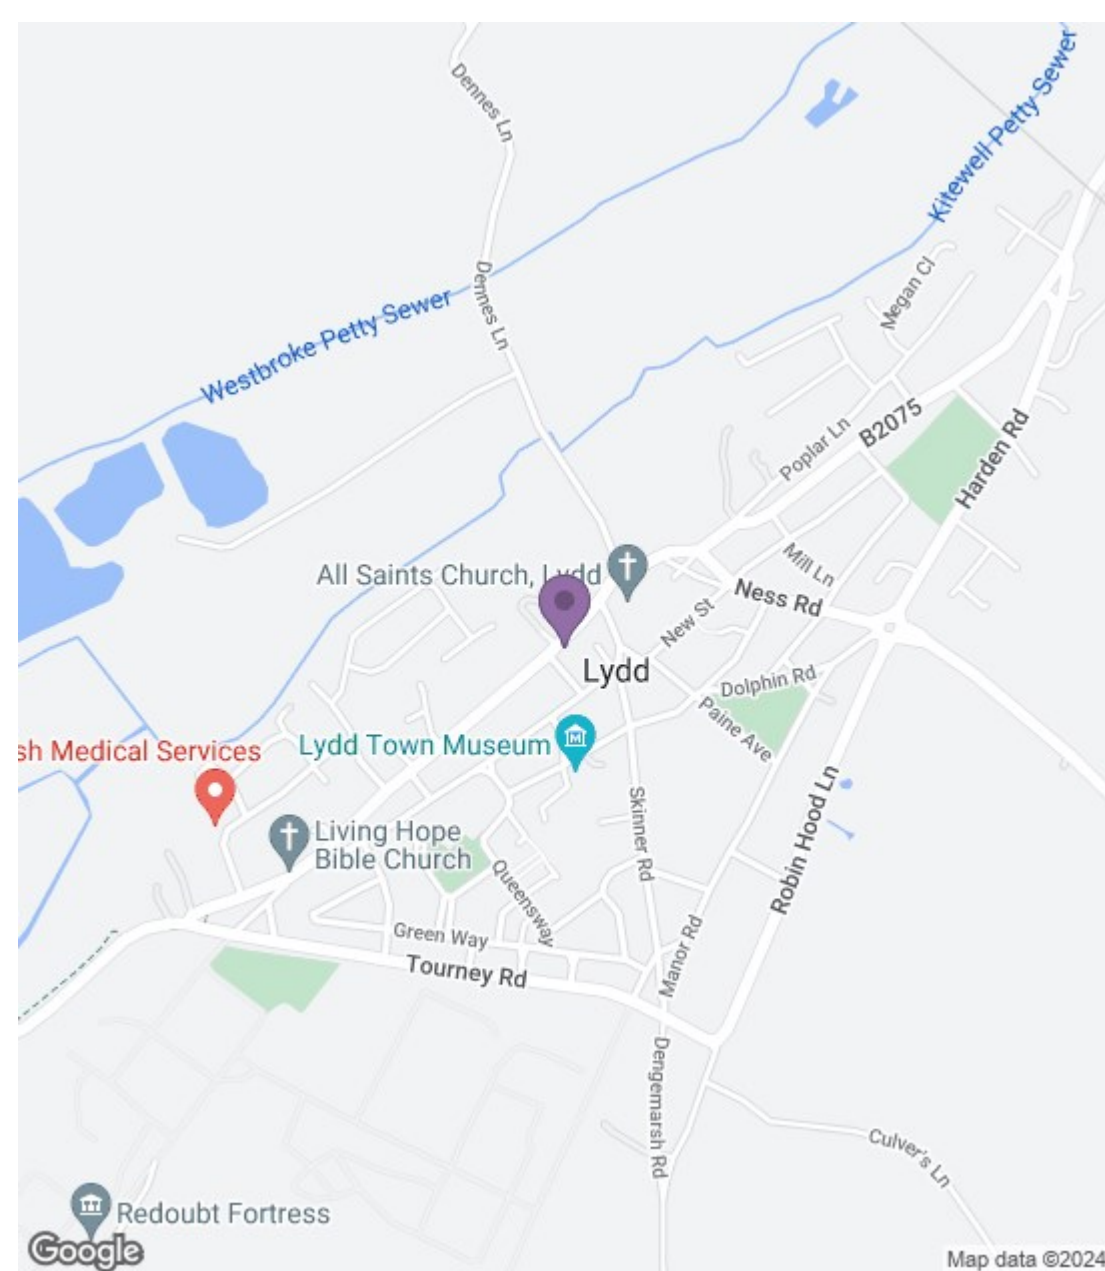 Dennes Ln
Kitewell Petty Sewer
Megan Cl
Dennes Ln
Westbroke Petty Sewer
B2075
Poplar Ln
Harden Rd
All Saints Church, Lydd
Mill Ln
Ness Rd
New St
Lydd
Dolphin Rd
Paine Ave
sh Medical Services
Lydd Town Museum
Skinner Rd
Robin Hood Ln
Living Hope
Bible Church
Queensway
Green Way
Tourney Rd
Manor Rd
Dengemarsh Rd
Culver's Ln
Redoubt Fortress
Google
Map data ©2024